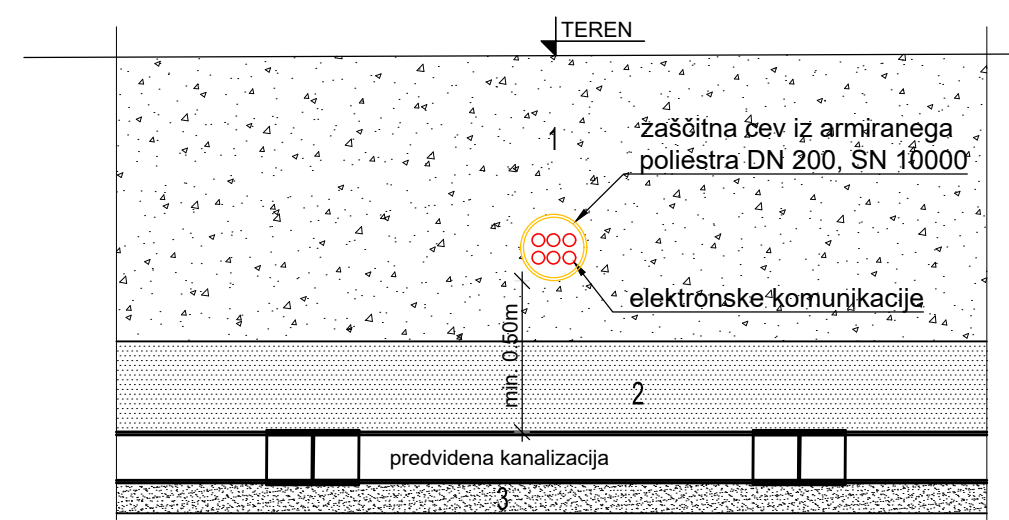 TEREN
1
zaščitna cev iz armiranega
poliestra DN 200, SN 10000
elektronske komunikacije
min. 0.50m
2
predvidena kanalizacija
3